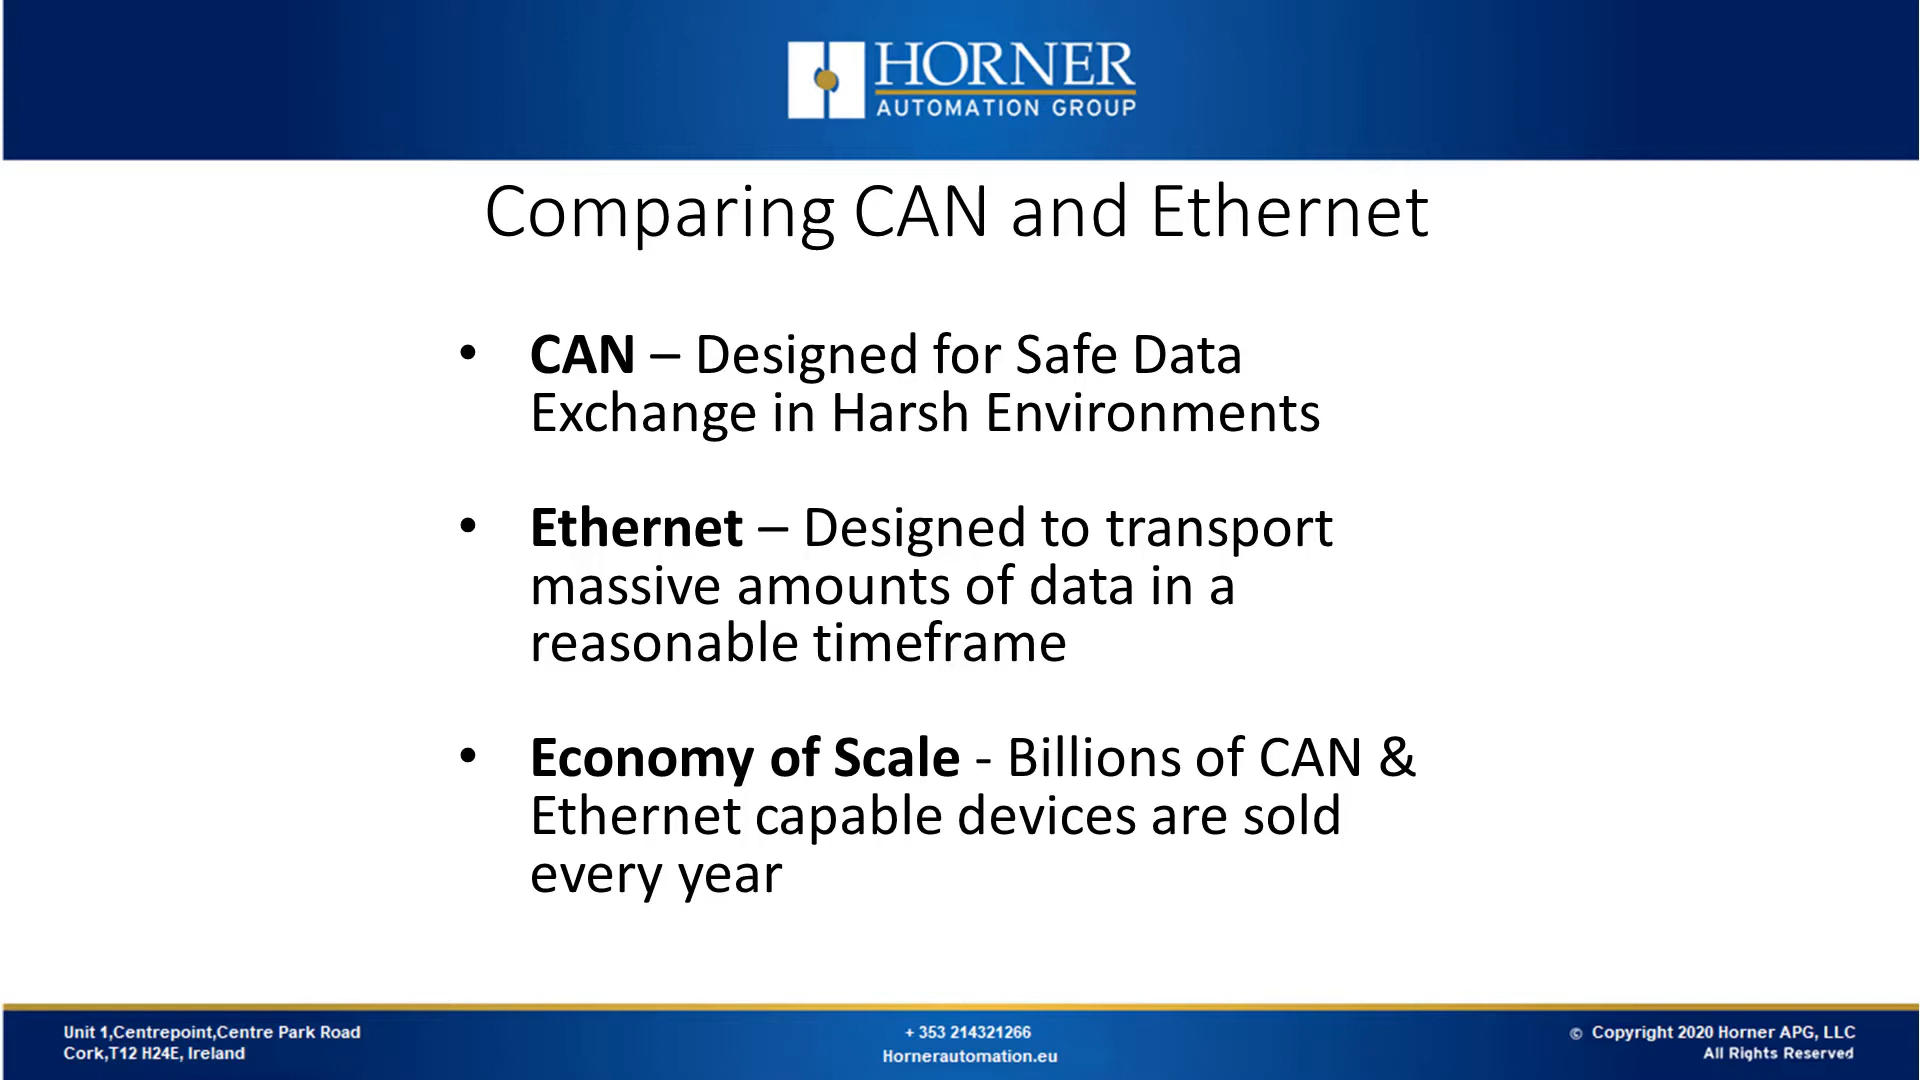 HORNER
AUTOMATION GROUP
Comparing CAN and Ethernet
• CAN – Designed for Safe Data
Exchange in Harsh Environments
• Ethernet – Designed to transport
massive amounts of data in a
reasonable timeframe
• Economy of Scale - Billions of CAN &
Ethernet capable devices are sold
every year
Unit 1,Centrepoint,Centre Park Road
Cork,T12 H24E, Ireland
+ 353 214321266
Hornerautomation.eu
© Copyright 2020 Horner APG, LLC
All Rights Reserved